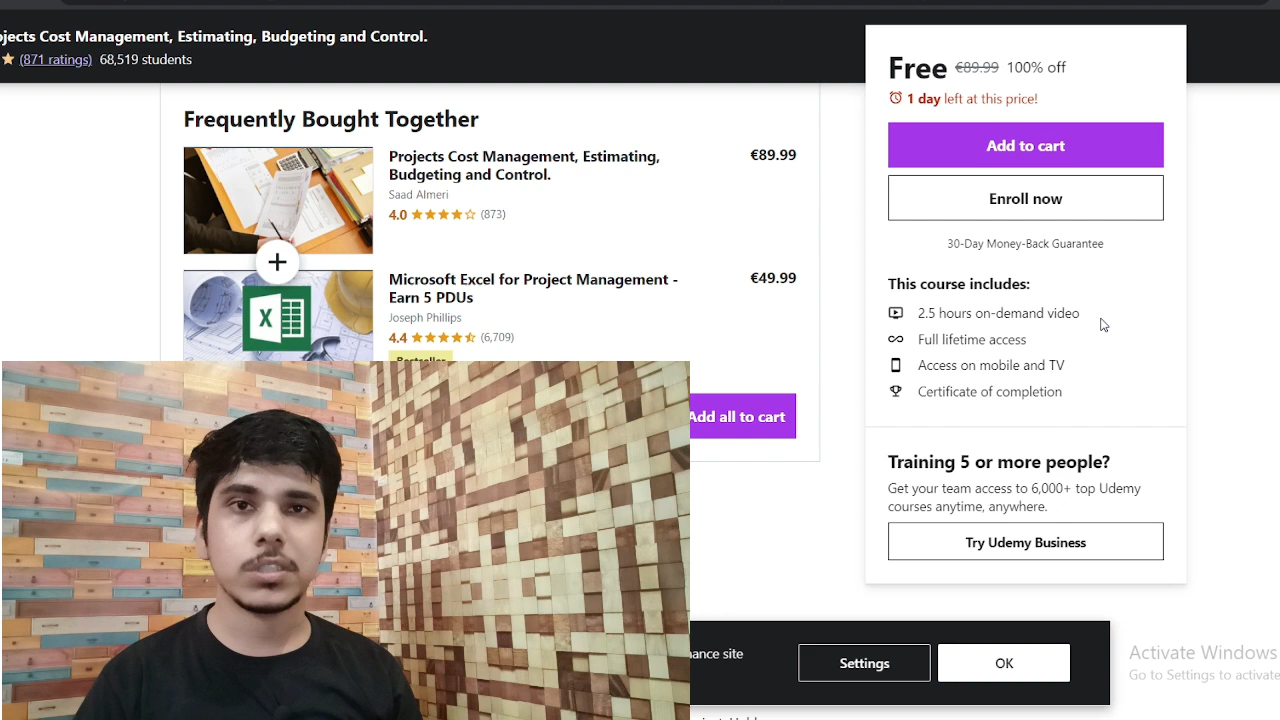 ojects Cost Management, Estimating, Budgeting and Control.
(871 ratings) 68,519 students
Frequently Bought Together
Projects Cost Management, Estimating,
Budgeting and Control.
€89.99
Saad Almeri
4.0 (873)
Microsoft Excel for Project Management -
Earn 5 PDUs
€49.99
Joseph Phillips
4.4 (6,709)
Bestseller
X
Add all to cart
Free €89.99 100% off
1 day left at this price!
Add to cart
Enroll now
30-Day Money-Back Guarantee
This course includes:
2.5 hours on-demand video
Full lifetime access
Access on mobile and TV
Certificate of completion
Training 5 or more people?
Get your team access to 6,000+ top Udemy
courses anytime, anywhere.
Try Udemy Business
ance site
Settings
OK
Activate Windows
Go to Settings to activate